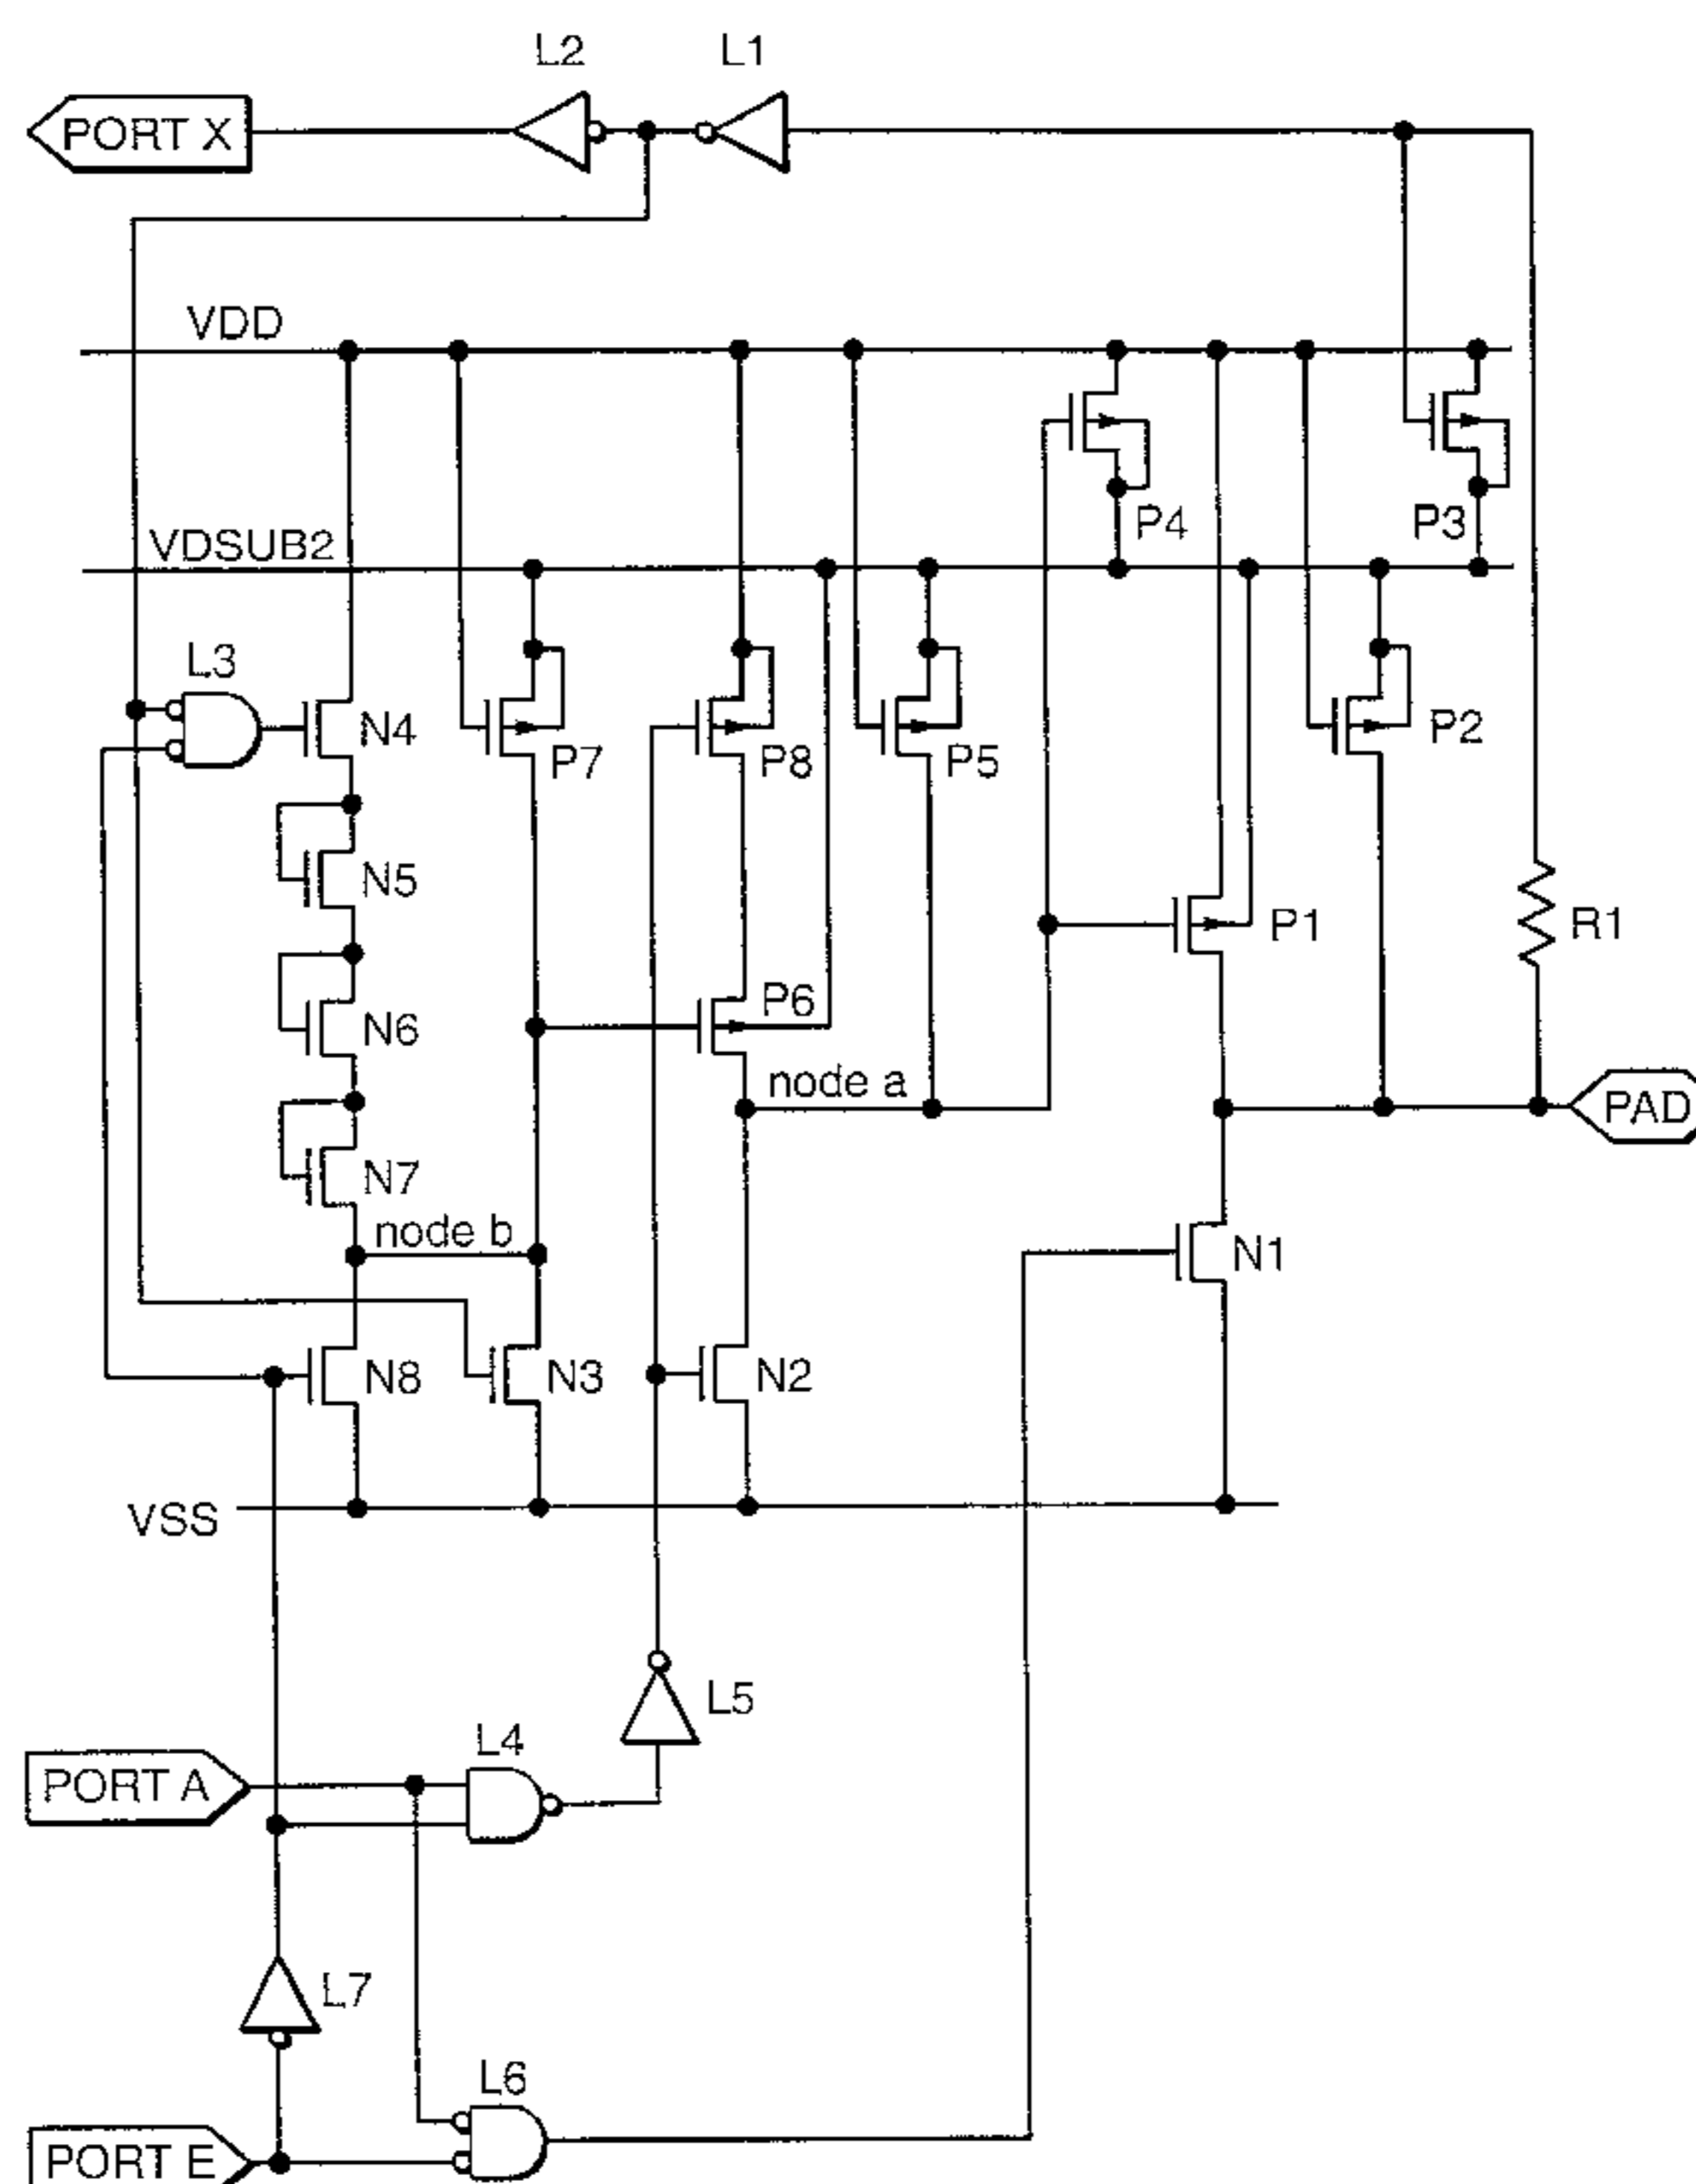 L2 L1
PORT X
VDD
P4 P3
VDSUB2
L3
N4 P7 P8 P5 P2
N5
P1 R1
N6 P6
node a PAD
N7
node b N1
N8 N3 N2
VSS
L5
L4
PORT A
L7
L6
PORT E